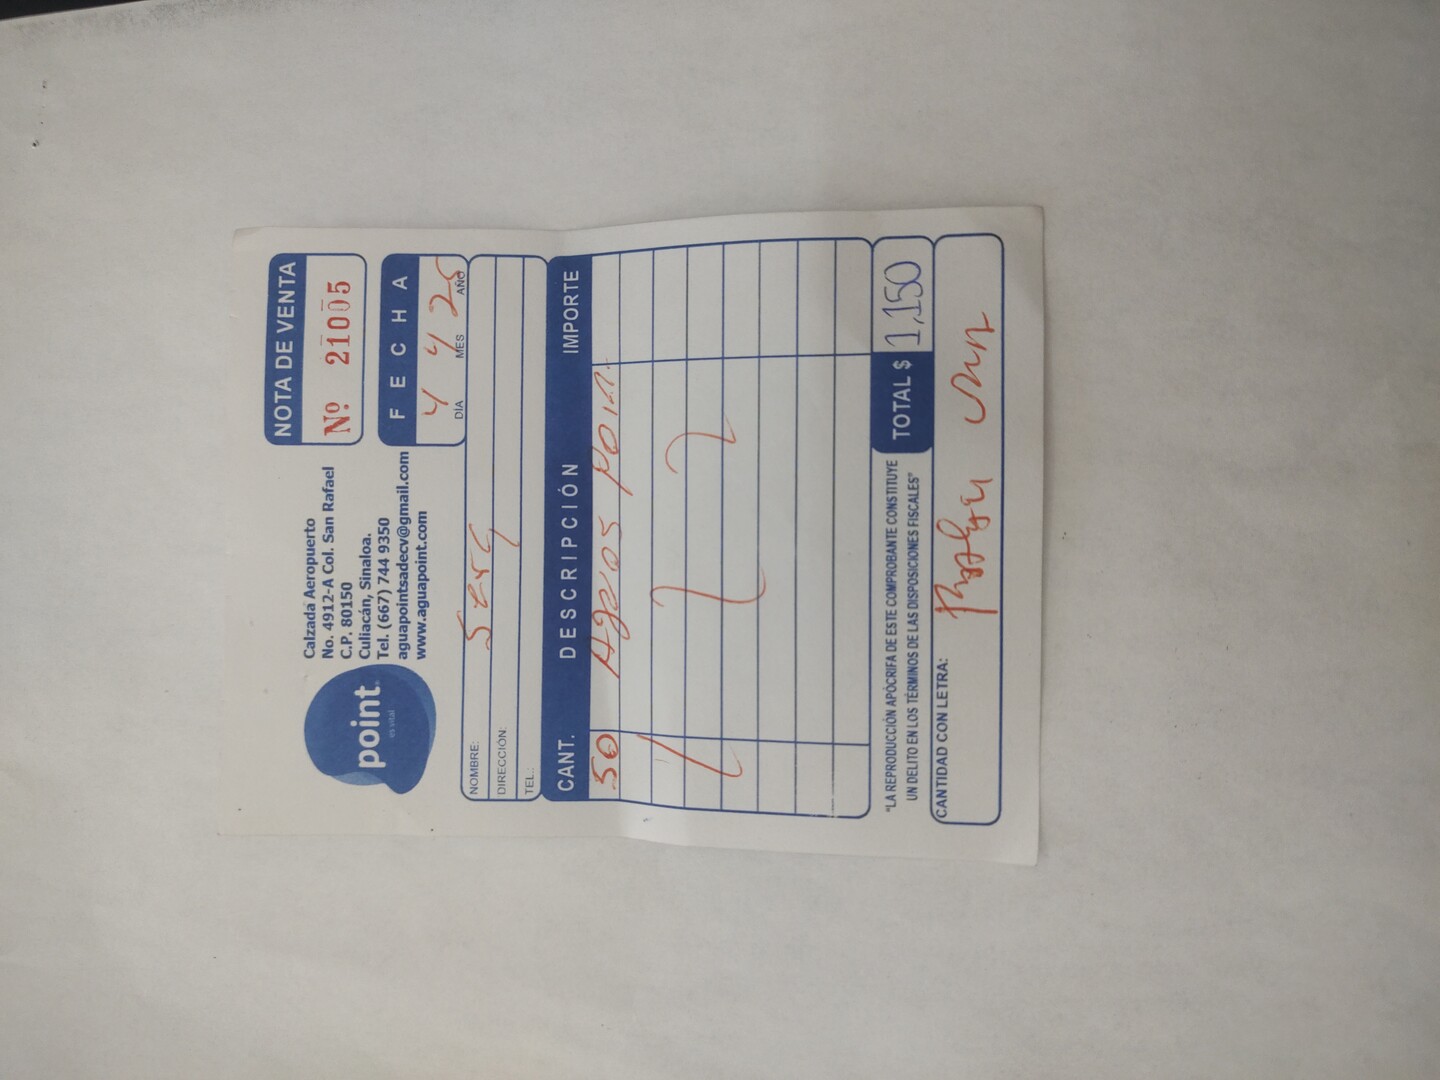 point
es vital
Calzada Aeropuerto
No. 4912-A Col. San Rafael
C.P. 80150
Culiacán, Sinaloa.
Tel. (667) 744 9350
aguapointsadecv@gmail.com
www.aguapoint.com
NOTA DE VENTA
Nº 21005
FECHA
4 4 25
DÍA MES AÑO
NOMBRE:
DIRECCIÓN:
TEL.:
CANT. DESCRIPCIÓN IMPORTE
50 Aguas Point.
"LA REPRODUCCIÓN APÓCRIFA DE ESTE COMPROBANTE CONSTITUYE
UN DELITO EN LOS TÉRMINOS DE LAS DISPOSICIONES FISCALES"
TOTAL $ 1,150
CANTIDAD CON LETRA: